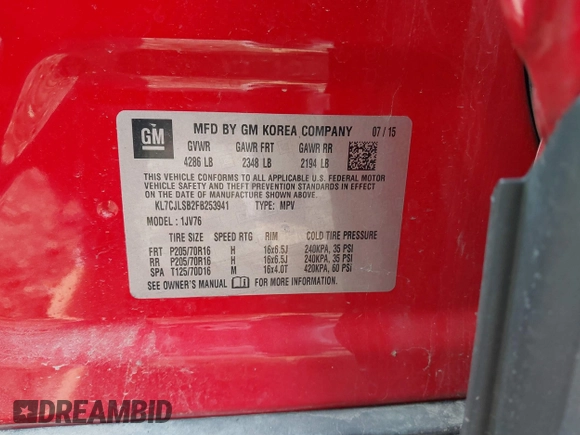 GM MFD BY GM KOREA COMPANY 07 / 15
GVWR GAWR FRT GAWR RR
4286 LB 2348 LB 2194 LB
THIS VEHICLE CONFORMS TO ALL APPLICABLE U.S. FEDERAL MOTOR
VEHICLE SAFETY, BUMPER, AND THEFT PREVENTION STANDARDS IN
EFFECT ON THE DATE OF MANUFACTURE SHOWN ABOVE.
KL7CJLSB2FB253941 TYPE: MPV
MODEL : 1JV76
TIRE SIZE SPEED RTG RIM COLD TIRE PRESSURE
FRT P205/70R16 H 16x6.5J 240KPA, 35 PSI
RR P205/70R16 H 16x6.5J 240KPA, 35 PSI
SPA T125/70D16 M 16x4.0T 420KPA, 60 PSI
SEE OWNER'S MANUAL FOR MORE INFORMATION
DREAMBID